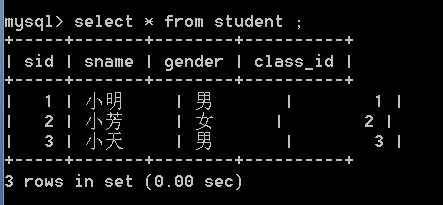 mysql> select * from student ;
+-----+-------+--------+----------+
| sid | sname | gender | class_id |
+-----+-------+--------+----------+
|   1 | 小明      | 男       |        1 |
|   2 | 小芳      | 女      |        2 |
|   3 | 小天      | 男       |        3 |
+-----+-------+--------+----------+
3 rows in set (0.00 sec)